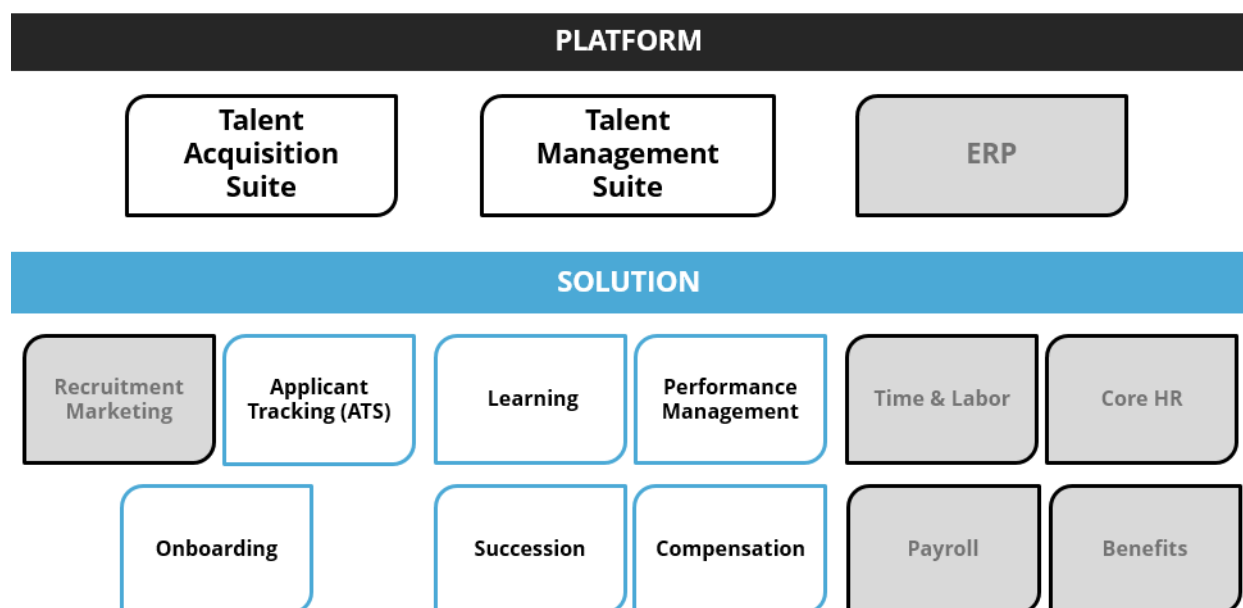 PLATFORM
Talent
Acquisition
Suite
Talent
Management
Suite
ERP
SOLUTION
Recruitment
Marketing
Applicant
Tracking (ATS)
Learning
Performance
Management
Time & Labor
Core HR
Onboarding
Succession
Compensation
Payroll
Benefits